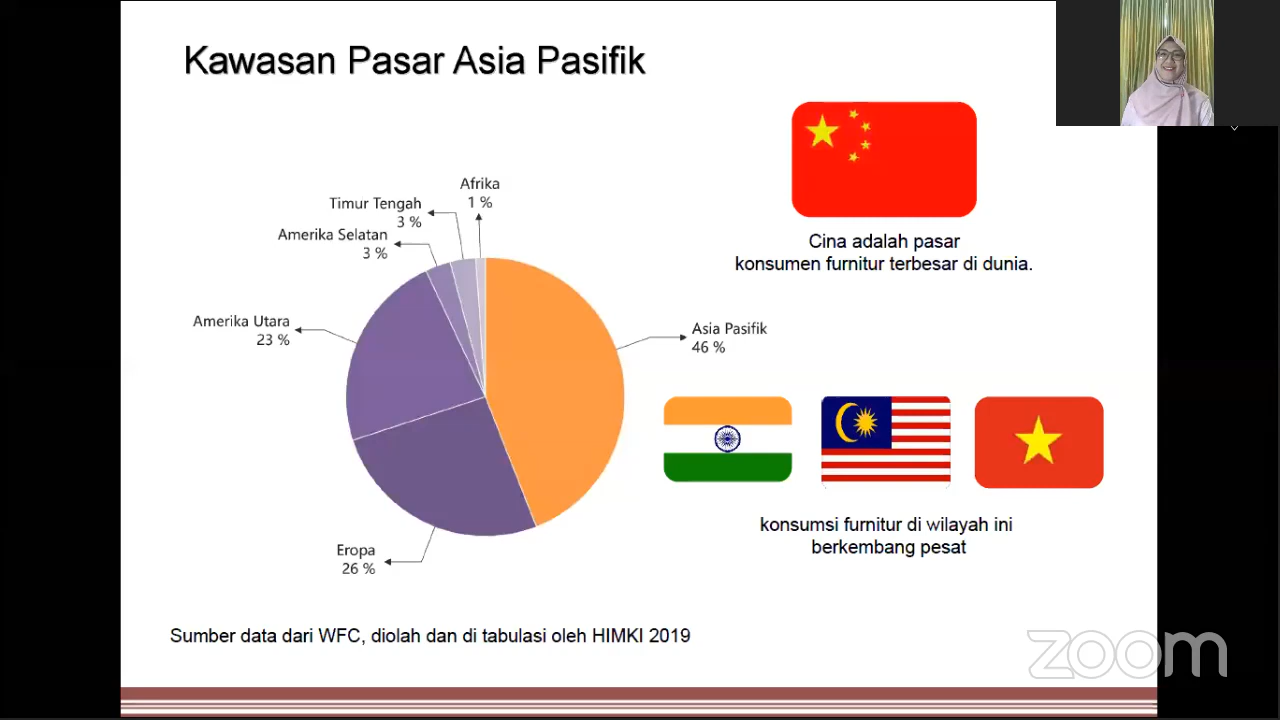 Kawasan Pasar Asia Pasifik
Afrika
1 %
Timur Tengah
3 %
Amerika Selatan
3 %
Amerika Utara
23 %
Asia Pasifik
46 %
Eropa
26 %
Cina adalah pasar
konsumen furnitur terbesar di dunia.
konsumsi furnitur di wilayah ini
berkembang pesat
Sumber data dari WFC, diolah dan di tabulasi oleh HIMKI 2019
zoom